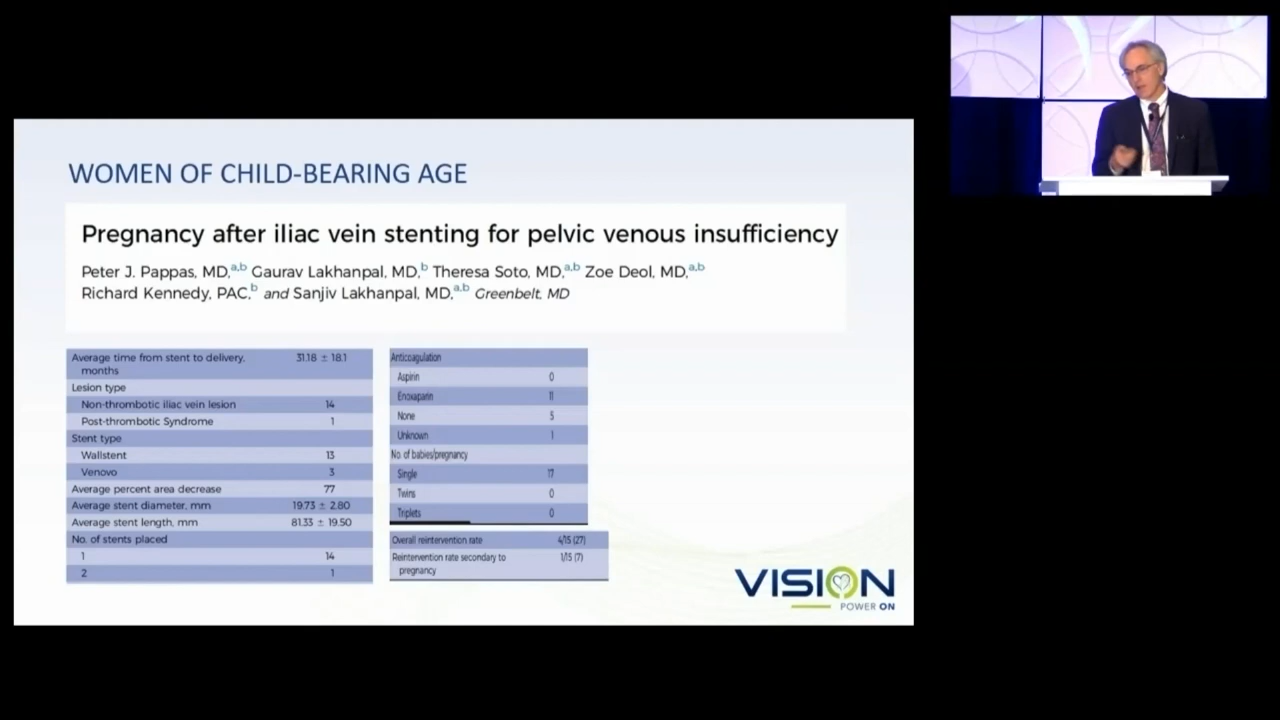 WOMEN OF CHILD-BEARING AGE
Pregnancy after iliac vein stenting for pelvic venous insufficiency
Peter J. Pappas, MD,a,b Gaurav Lakhanpal, MD,b Theresa Soto, MD,a,b Zoe Deol, MD,a,b
Richard Kennedy, PAC,b and Sanjiv Lakhanpal, MD,a,b Greenbelt, MD
Average time from stent to delivery, 31.18 ± 18.1
months
Lesion type
Non-thrombotic iliac vein lesion 14
Post-thrombotic Syndrome 1
Stent type
Wallstent 13
Venovo 3
Average percent area decrease 77
Average stent diameter, mm 19.73 ± 2.80
Average stent length, mm 81.33 ± 19.50
No. of stents placed
1 14
2 1
Anticoagulation
Aspirin 0
Enoxaparin 11
None 5
Unknown 1
No. of babies/pregnancy
Single 17
Twins 0
Triplets 0
Overall reintervention rate 4/15 (27)
Reintervention rate secondary to 1/15 (7)
pregnancy
VISION
POWER ON